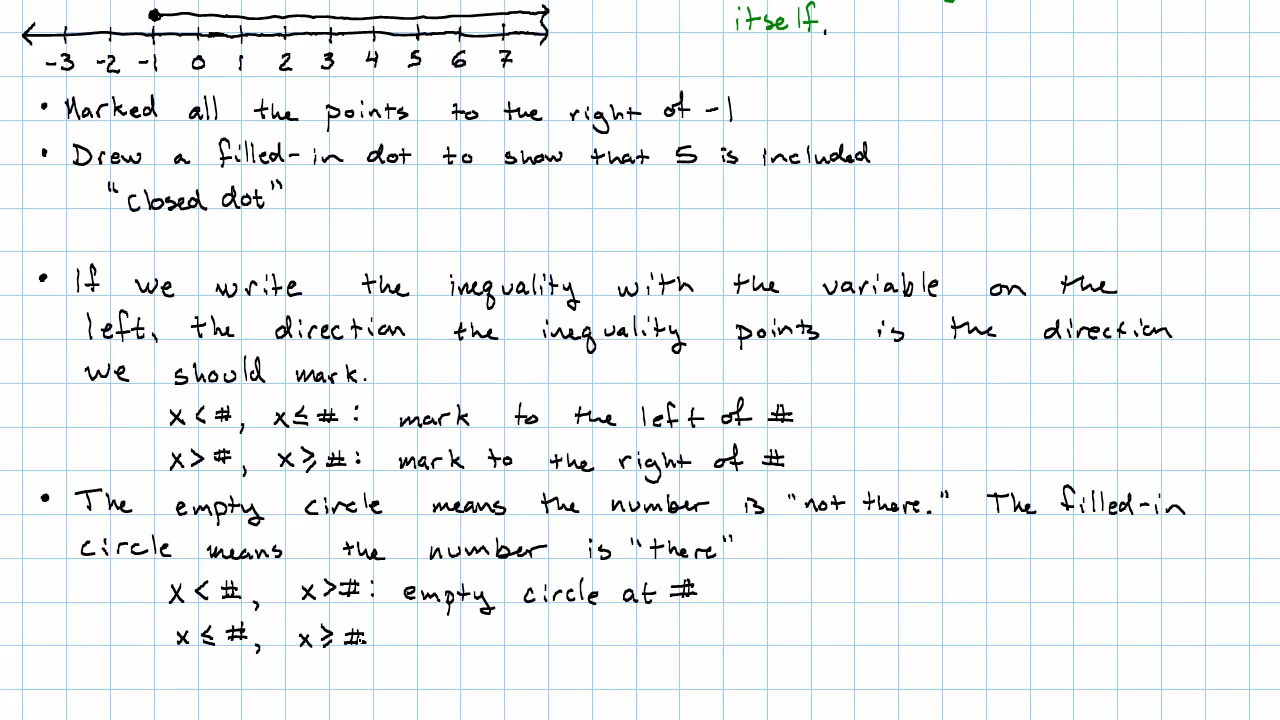 itself.
-3 -2 -1 0 1 2 3 4 5 6 7
• Marked all the points to the right of -1
• Drew a filled-in dot to show that 5 is included
"closed dot"
• If we write the inequality with the variable on the
left, the direction the inequality points is the direction
we should mark.
x < #, x ≤ # : mark to the left of #
x > #, x ≥ # : mark to the right of #
• The empty circle means the number is "not there." The filled-in
circle means the number is "there"
x < #, x > # : empty circle at #
x ≤ #, x ≥ #